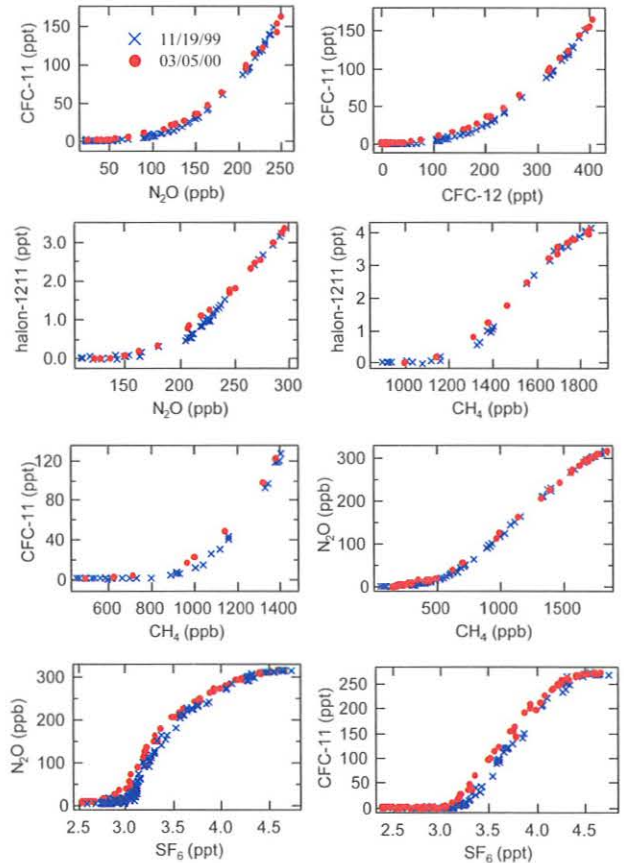 CFC-11 (ppt)
150
100
50
0
× 11/19/99
● 03/05/00
50 100 150 200 250
N₂O (ppb)
CFC-11 (ppt)
150
100
50
0
0 100 200 300 400
CFC-12 (ppt)
halon-1211 (ppt)
3.0
2.0
1.0
0.0
150 200 250 300
N₂O (ppb)
halon-1211 (ppt)
4
3
2
1
0
1000 1200 1400 1600 1800
CH₄ (ppb)
CFC-11 (ppt)
120
80
40
0
600 800 1000 1200 1400
CH₄ (ppb)
N₂O (ppb)
300
200
100
0
500 1000 1500
CH₄ (ppb)
N₂O (ppb)
300
200
100
0
2.5 3.0 3.5 4.0 4.5
SF₆ (ppt)
CFC-11 (ppt)
250
200
150
100
50
0
2.5 3.0 3.5 4.0 4.5
SF₆ (ppt)